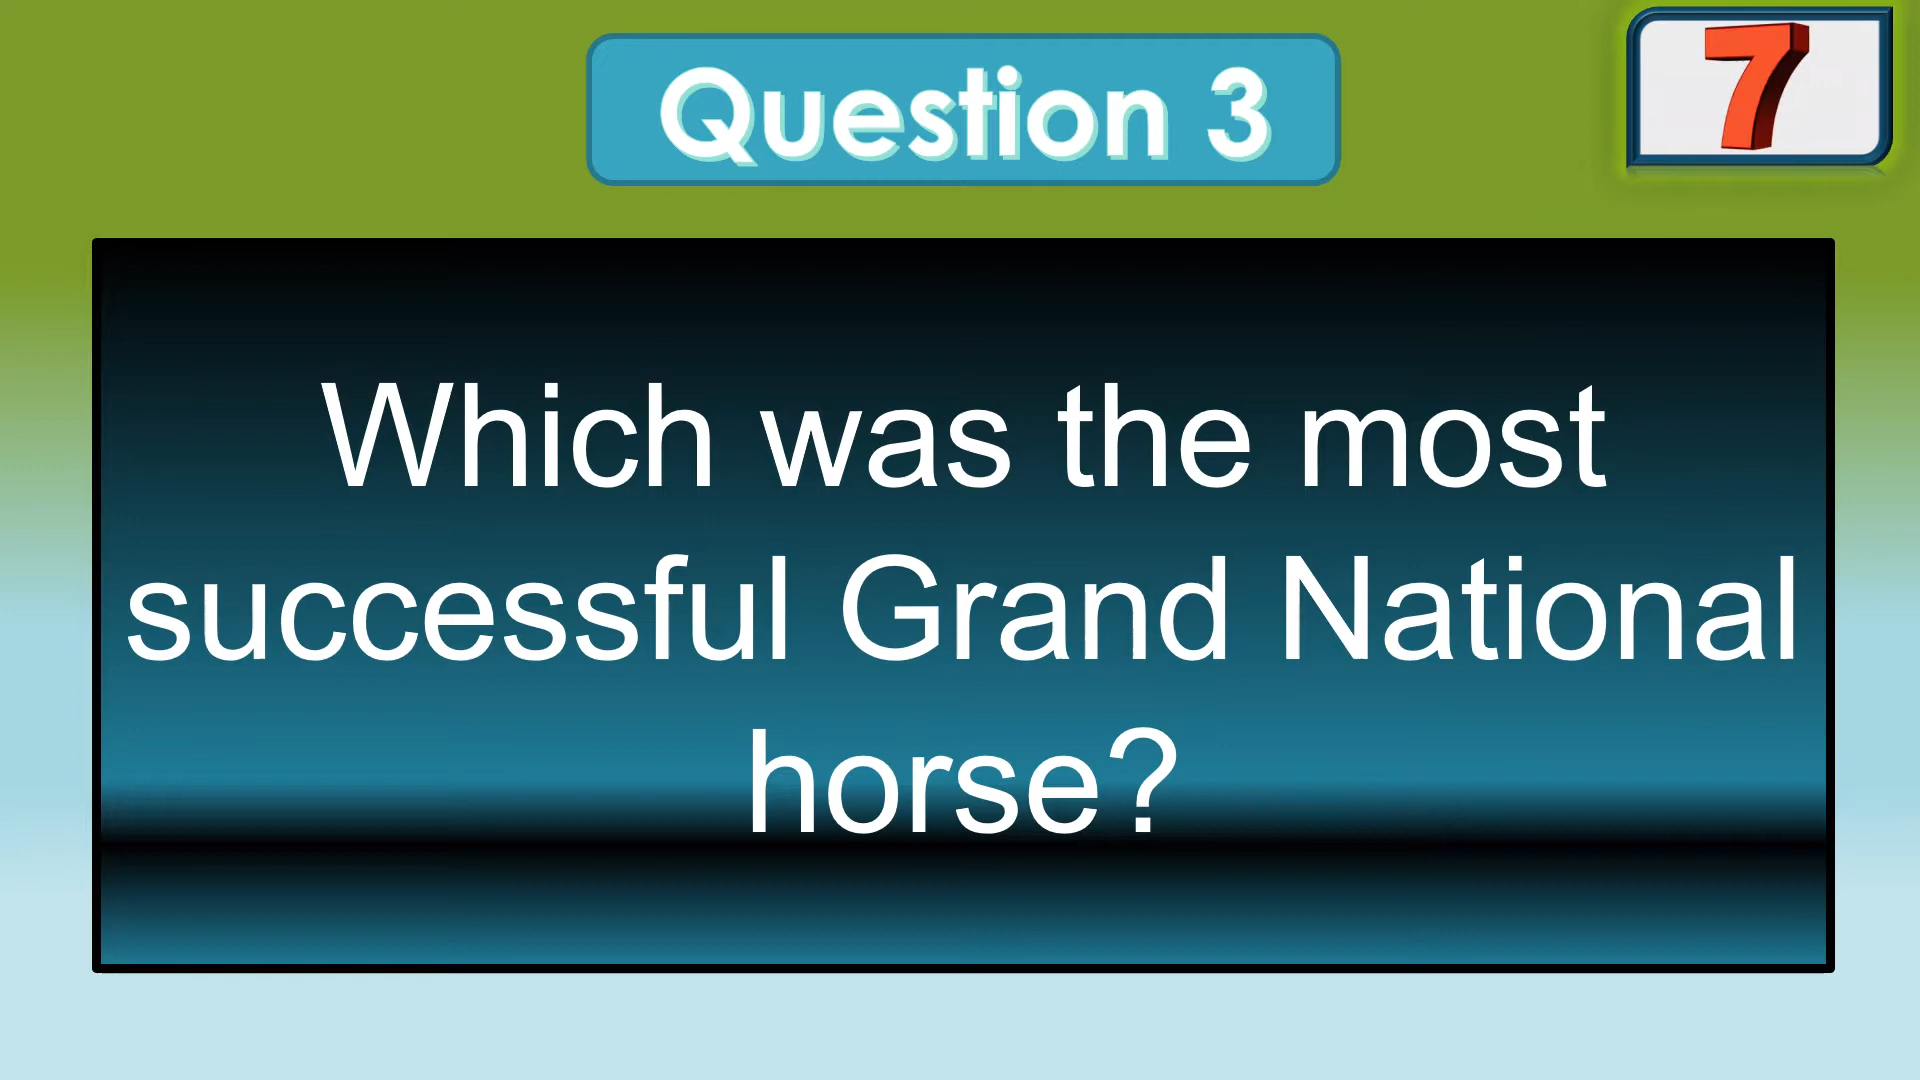 Question 3
7
Which was the most
successful Grand National
horse?